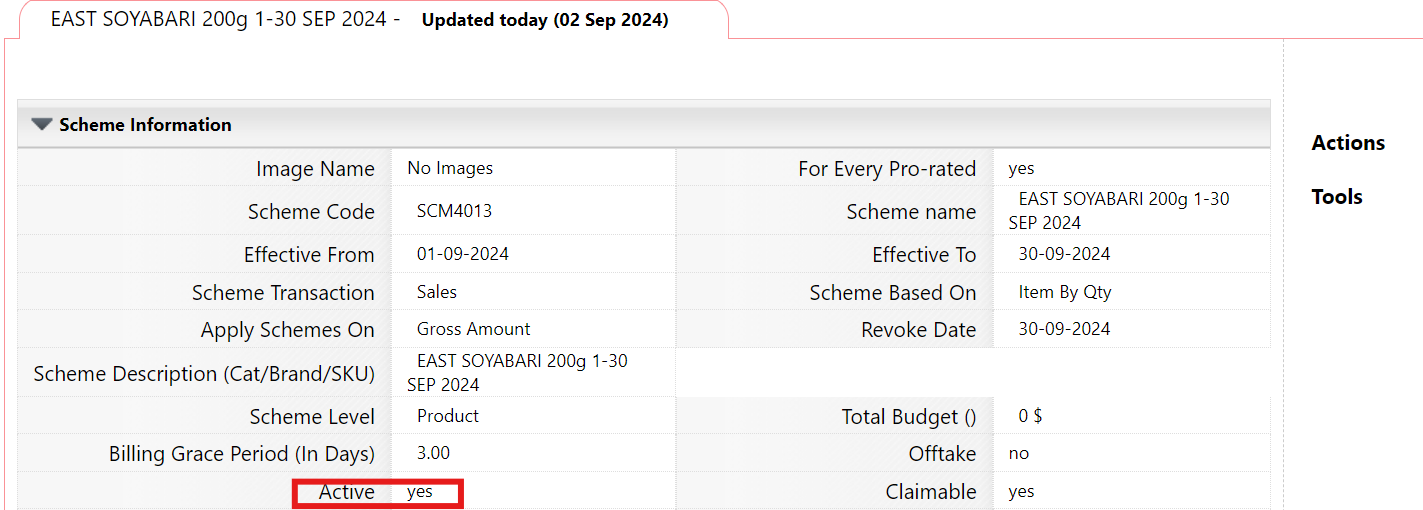 EAST SOYABARI 200g 1-30 SEP 2024 - Updated today (02 Sep 2024)
Scheme Information
Actions
Tools
Image Name No Images For Every Pro-rated yes
Scheme Code SCM4013 Scheme name EAST SOYABARI 200g 1-30
SEP 2024
Effective From 01-09-2024 Effective To 30-09-2024
Scheme Transaction Sales Scheme Based On Item By Qty
Apply Schemes On Gross Amount Revoke Date 30-09-2024
Scheme Description (Cat/Brand/SKU) EAST SOYABARI 200g 1-30
SEP 2024
Scheme Level Product Total Budget () 0 $
Billing Grace Period (In Days) 3.00 Offtake no
Active yes Claimable yes